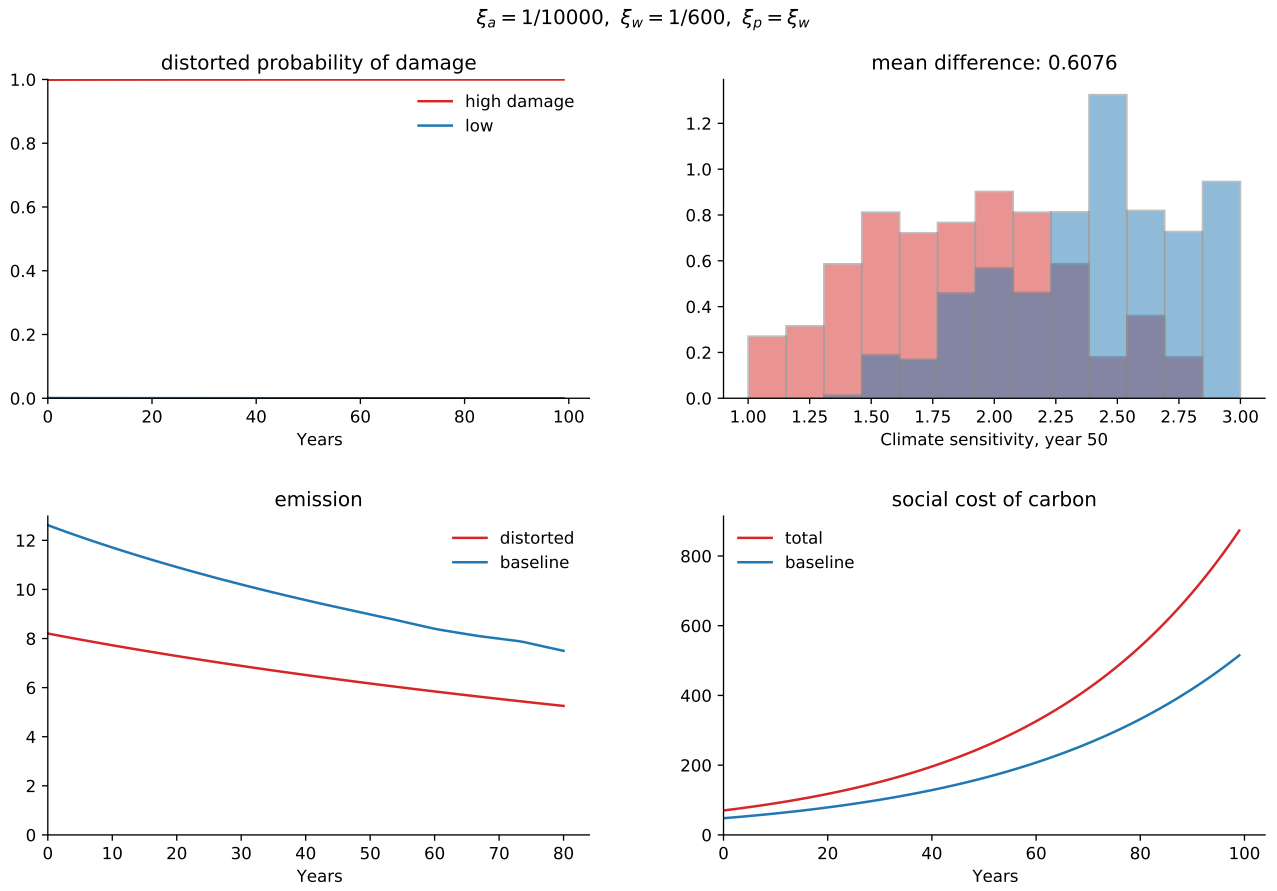 ξₐ = 1/10000, ξ_w = 1/600, ξₚ = ξ_w
distorted probability of damage
1.0
0.8
0.6
0.4
0.2
0.0
0 20 40 60 80 100
Years
high damage
low
mean difference: 0.6076
1.2
1.0
0.8
0.6
0.4
0.2
0.0
1.00 1.25 1.50 1.75 2.00 2.25 2.50 2.75 3.00
Climate sensitivity, year 50
emission
12
10
8
6
4
2
0
0 10 20 30 40 50 60 70 80
Years
distorted
baseline
social cost of carbon
800
600
400
200
0
0 20 40 60 80 100
Years
total
baseline